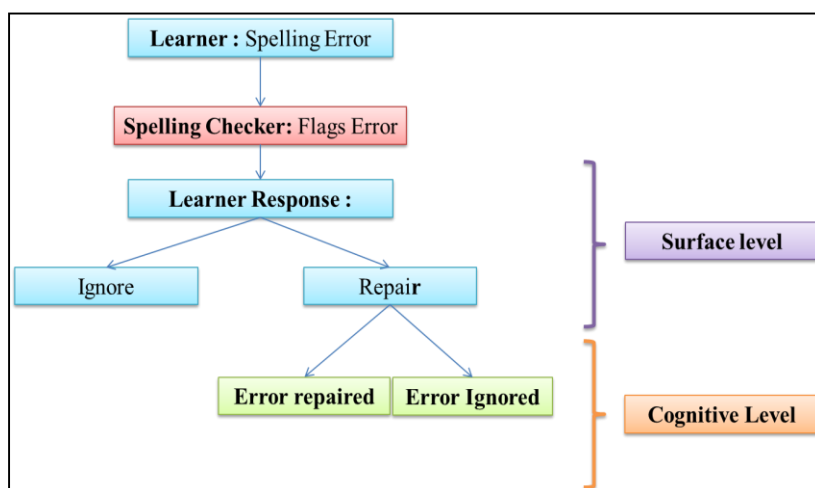 Learner : Spelling Error
Spelling Checker: Flags Error
Learner Response :
Surface level
Ignore
Repair
Error repaired
Error Ignored
Cognitive Level